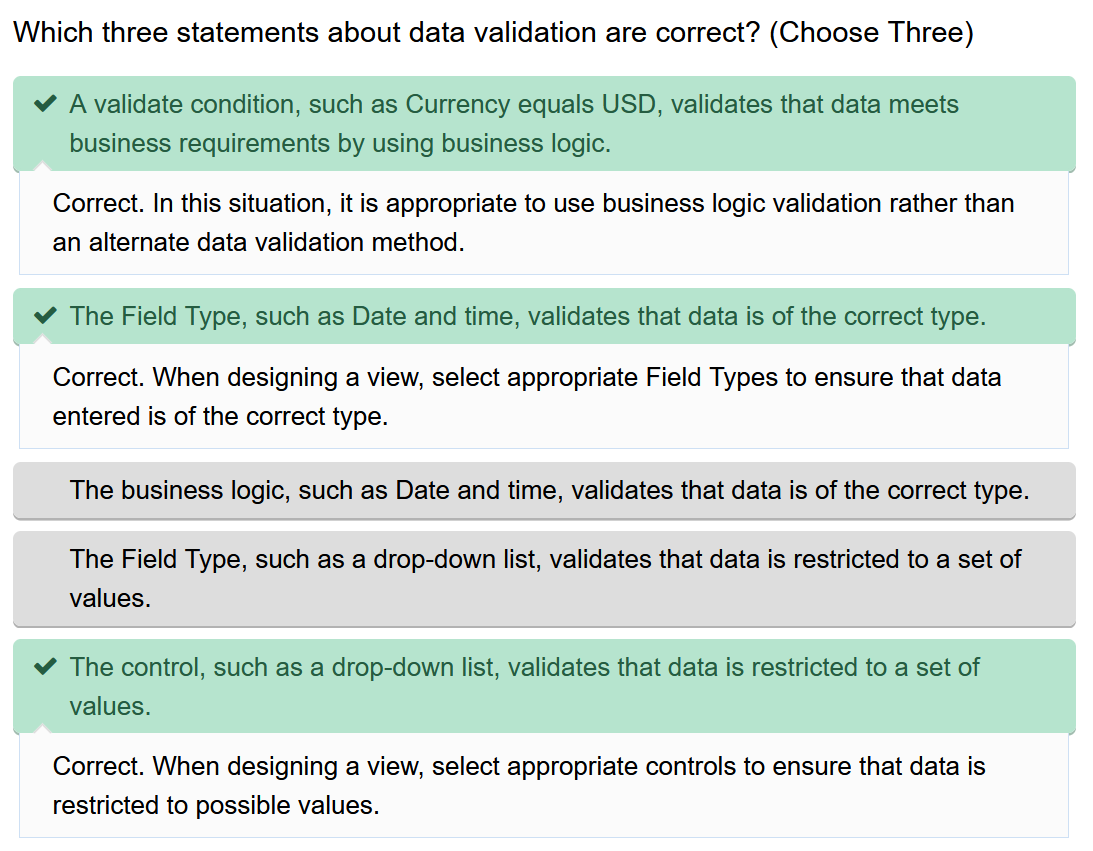 Which three statements about data validation are correct? (Choose Three)
A validate condition, such as Currency equals USD, validates that data meets
business requirements by using business logic.
Correct. In this situation, it is appropriate to use business logic validation rather than
an alternate data validation method.
The Field Type, such as Date and time, validates that data is of the correct type.
Correct. When designing a view, select appropriate Field Types to ensure that data
entered is of the correct type.
The business logic, such as Date and time, validates that data is of the correct type.
The Field Type, such as a drop-down list, validates that data is restricted to a set of
values.
The control, such as a drop-down list, validates that data is restricted to a set of
values.
Correct. When designing a view, select appropriate controls to ensure that data is
restricted to possible values.